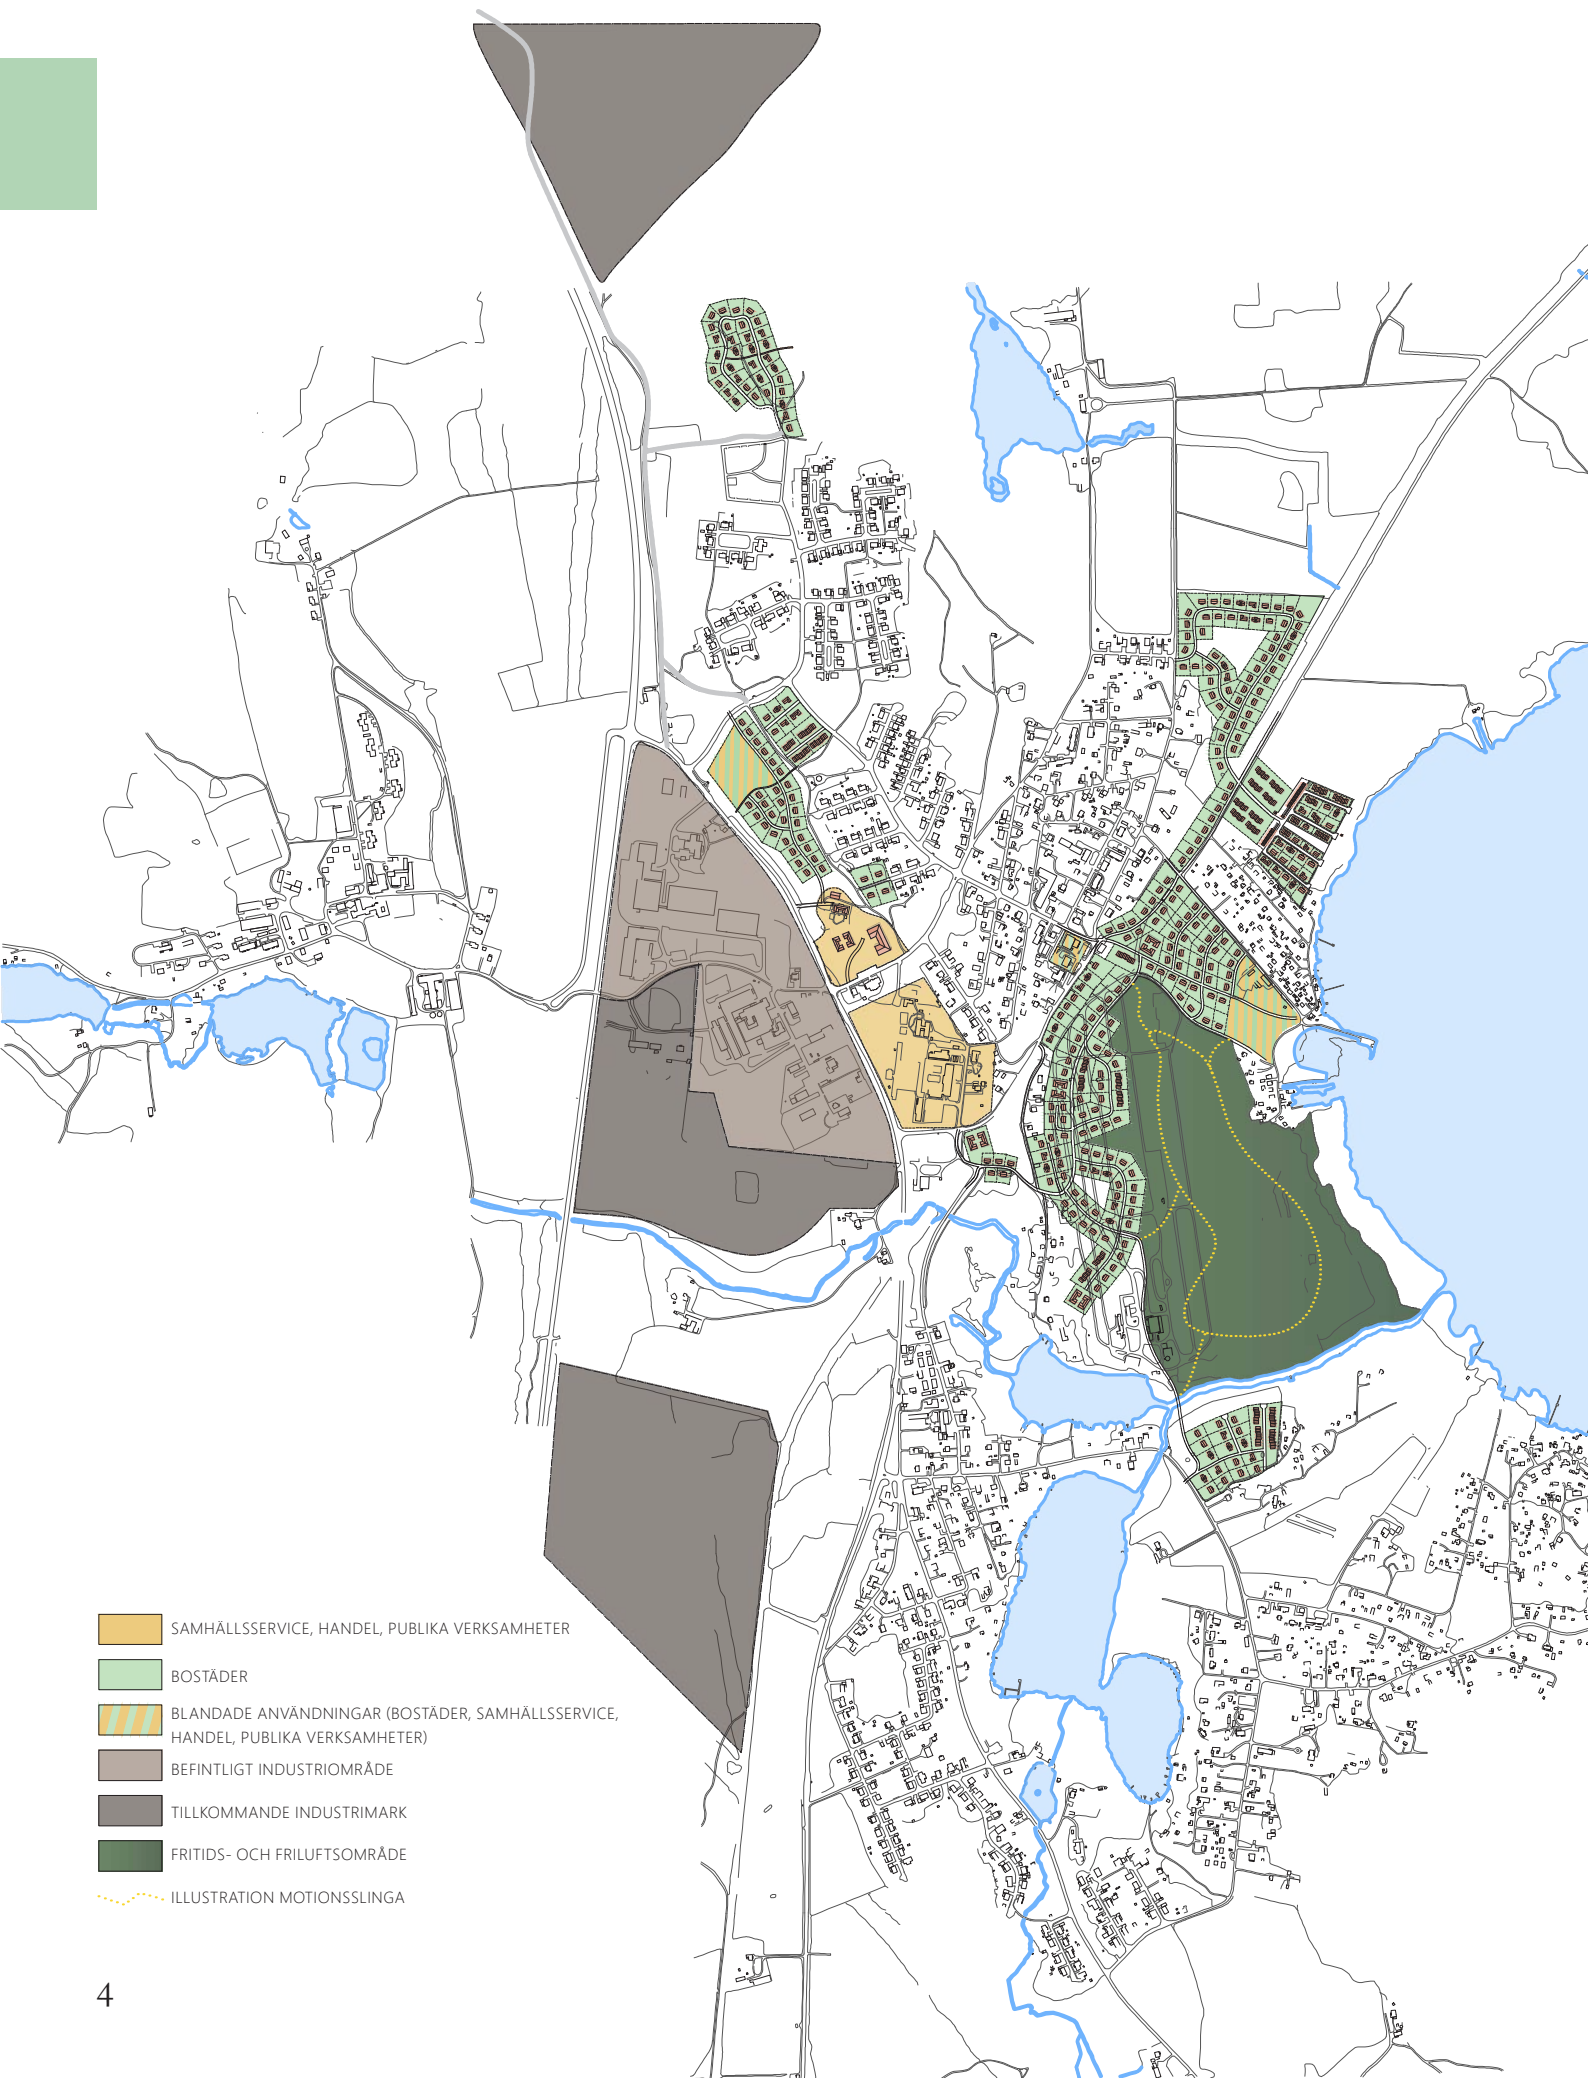 SAMHÄLLSSERVICE, HANDEL, PUBLIKA VERKSAMHETER
BOSTÄDER
BLANDADE ANVÄNDNINGAR (BOSTÄDER, SAMHÄLLSSERVICE,
HANDEL, PUBLIKA VERKSAMHETER)
BEFINTLIGT INDUSTRIOMRÅDE
TILLKOMMANDE INDUSTRIMARK
FRITIDS- OCH FRILUFTSOMRÅDE
ILLUSTRATION MOTIONSSLINGA
4